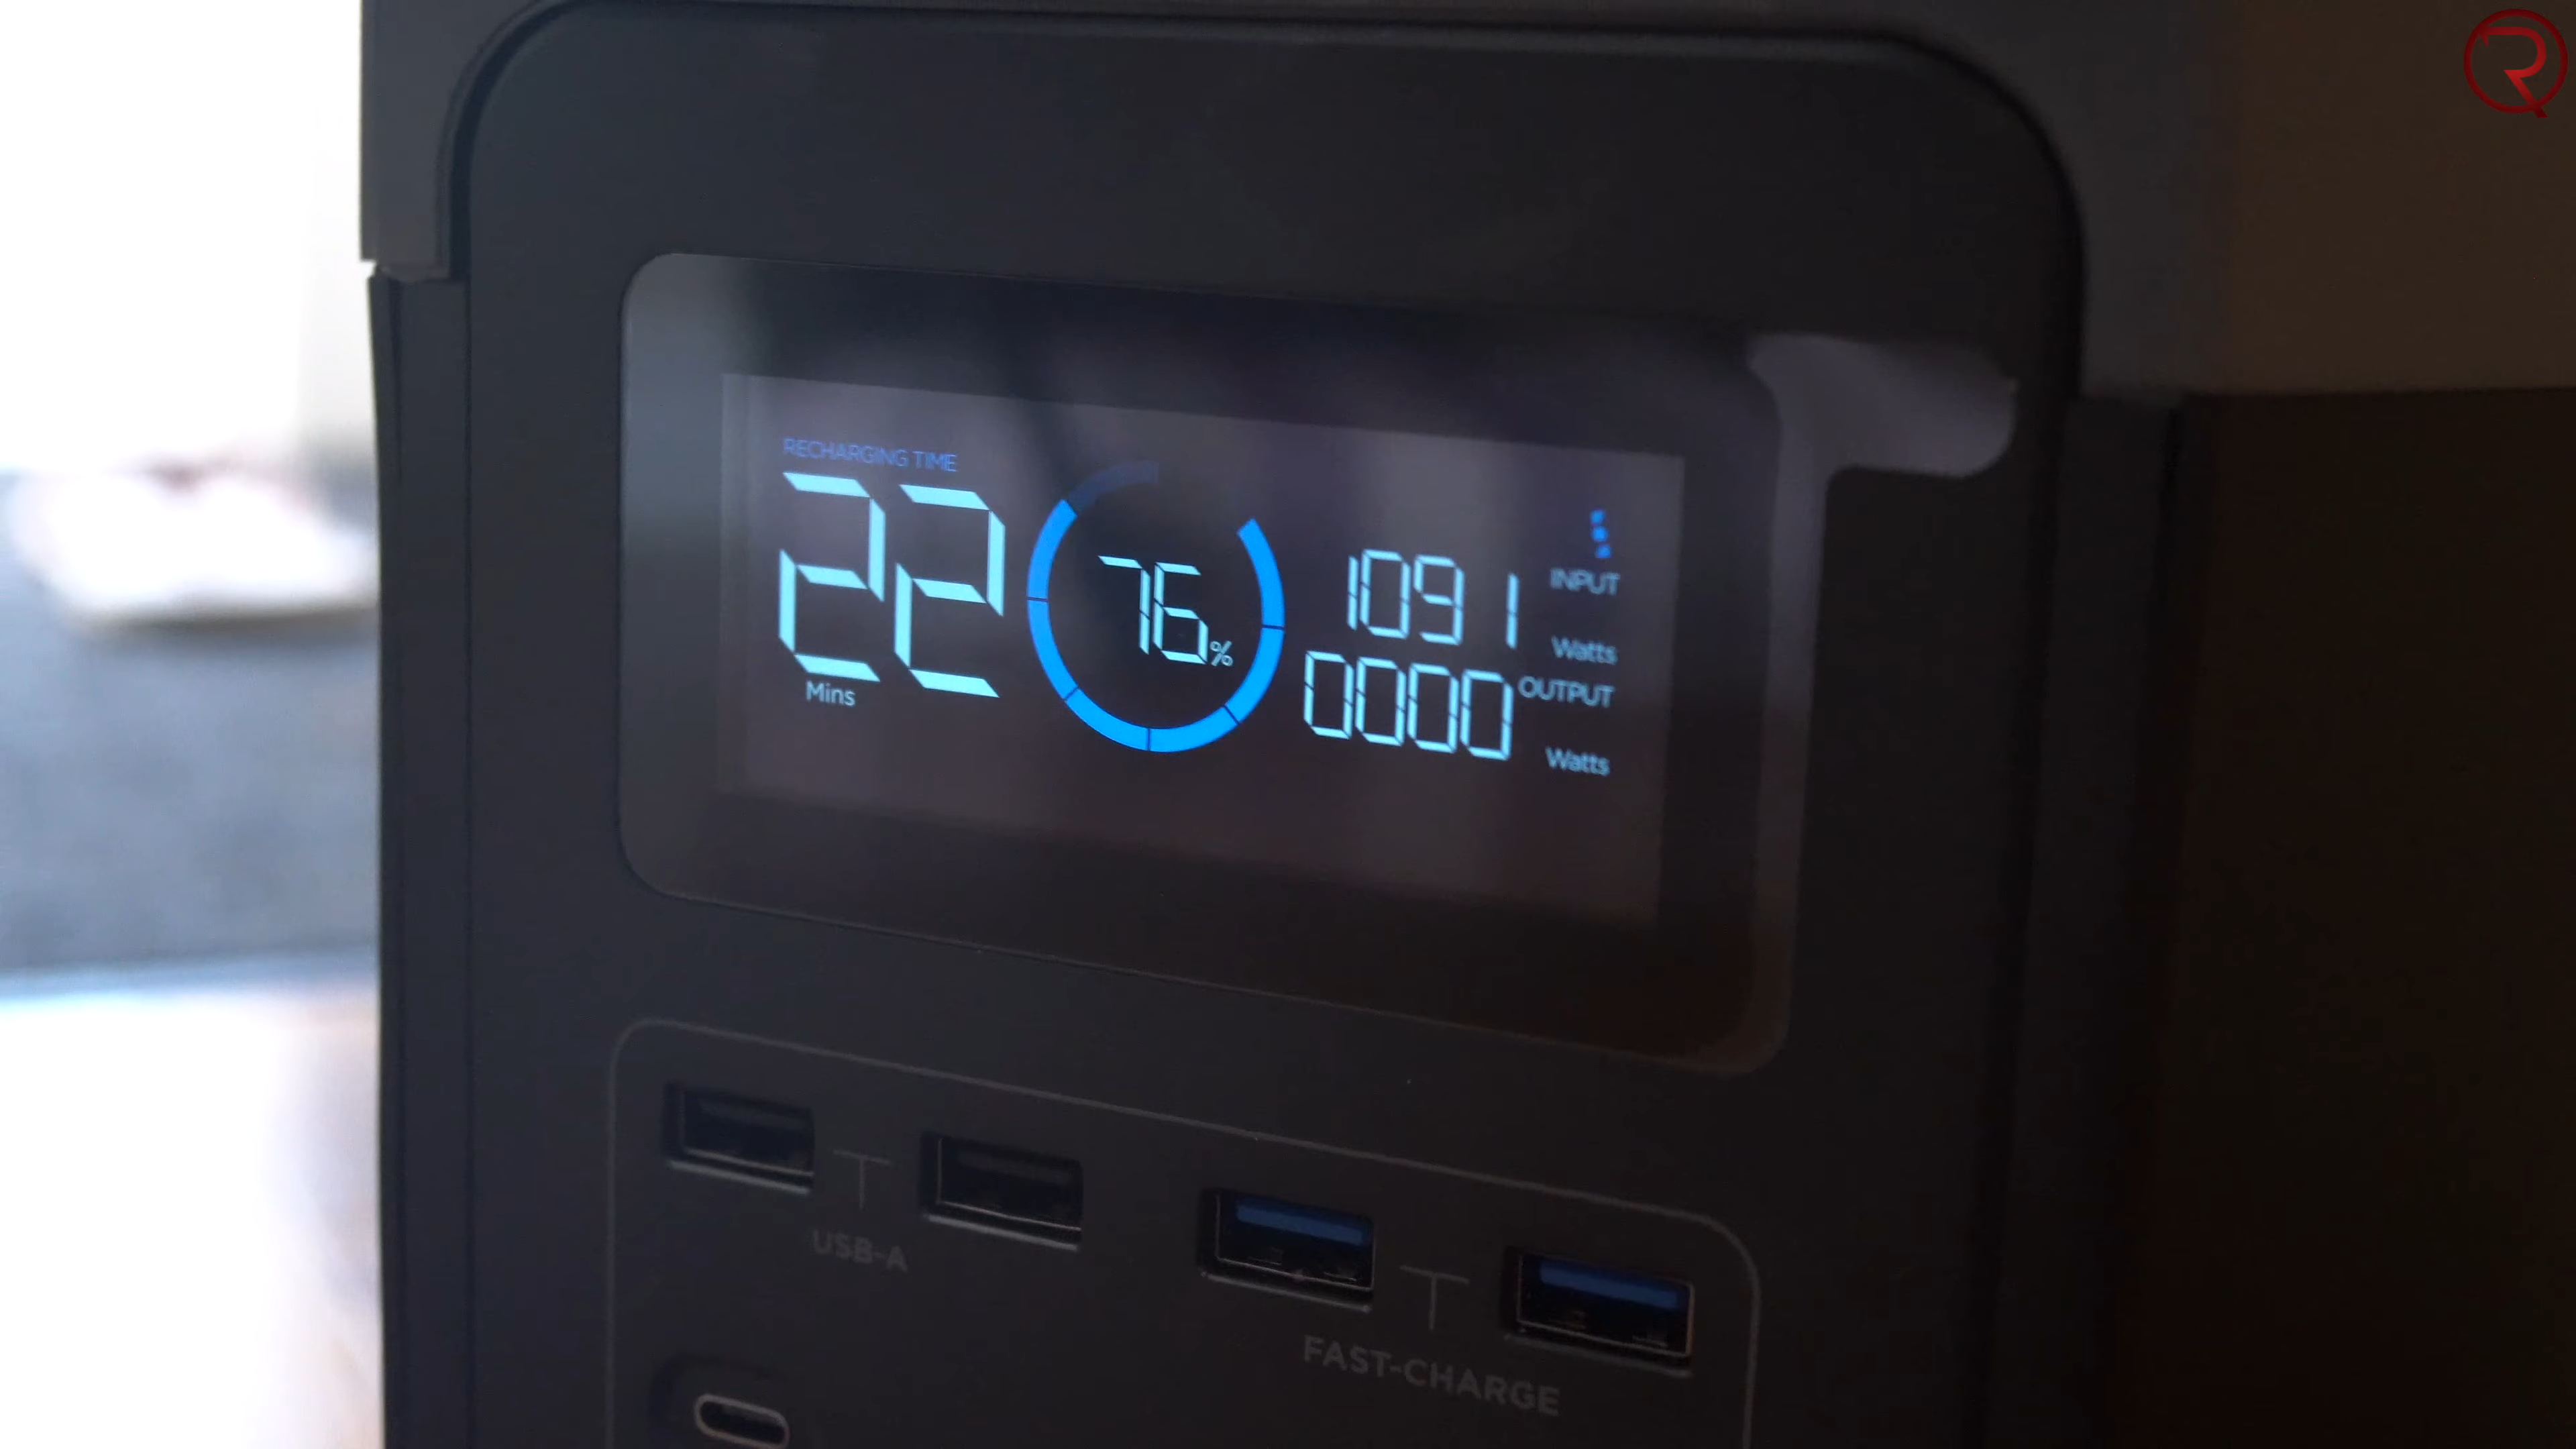 RECHARGING TIME
22
Mins
76%
1091
INPUT
Watts
0000
OUTPUT
Watts
USB-A
FAST-CHARGE